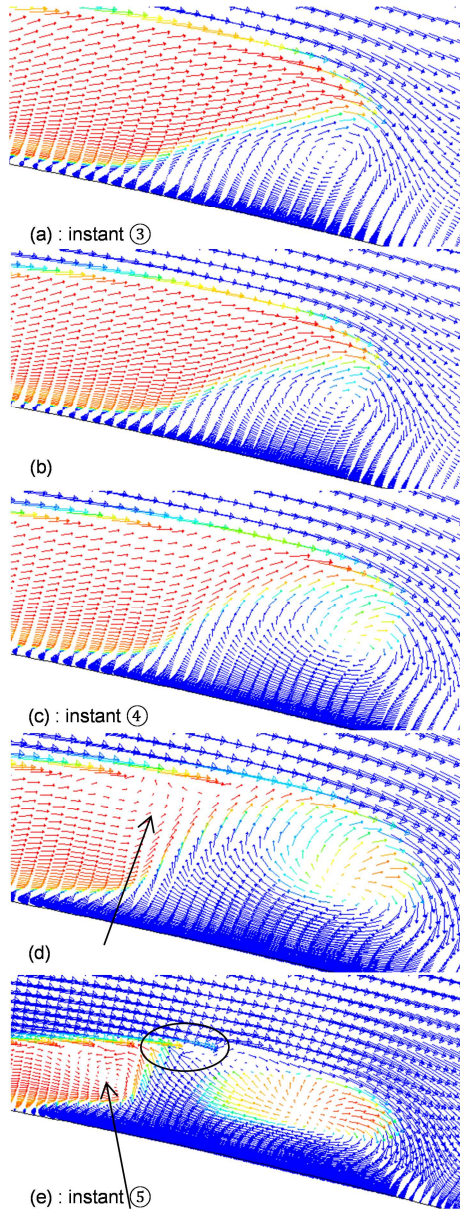 (a) : instant ③
(b)
(c) : instant ④
(d)
(e) : instant ⑤